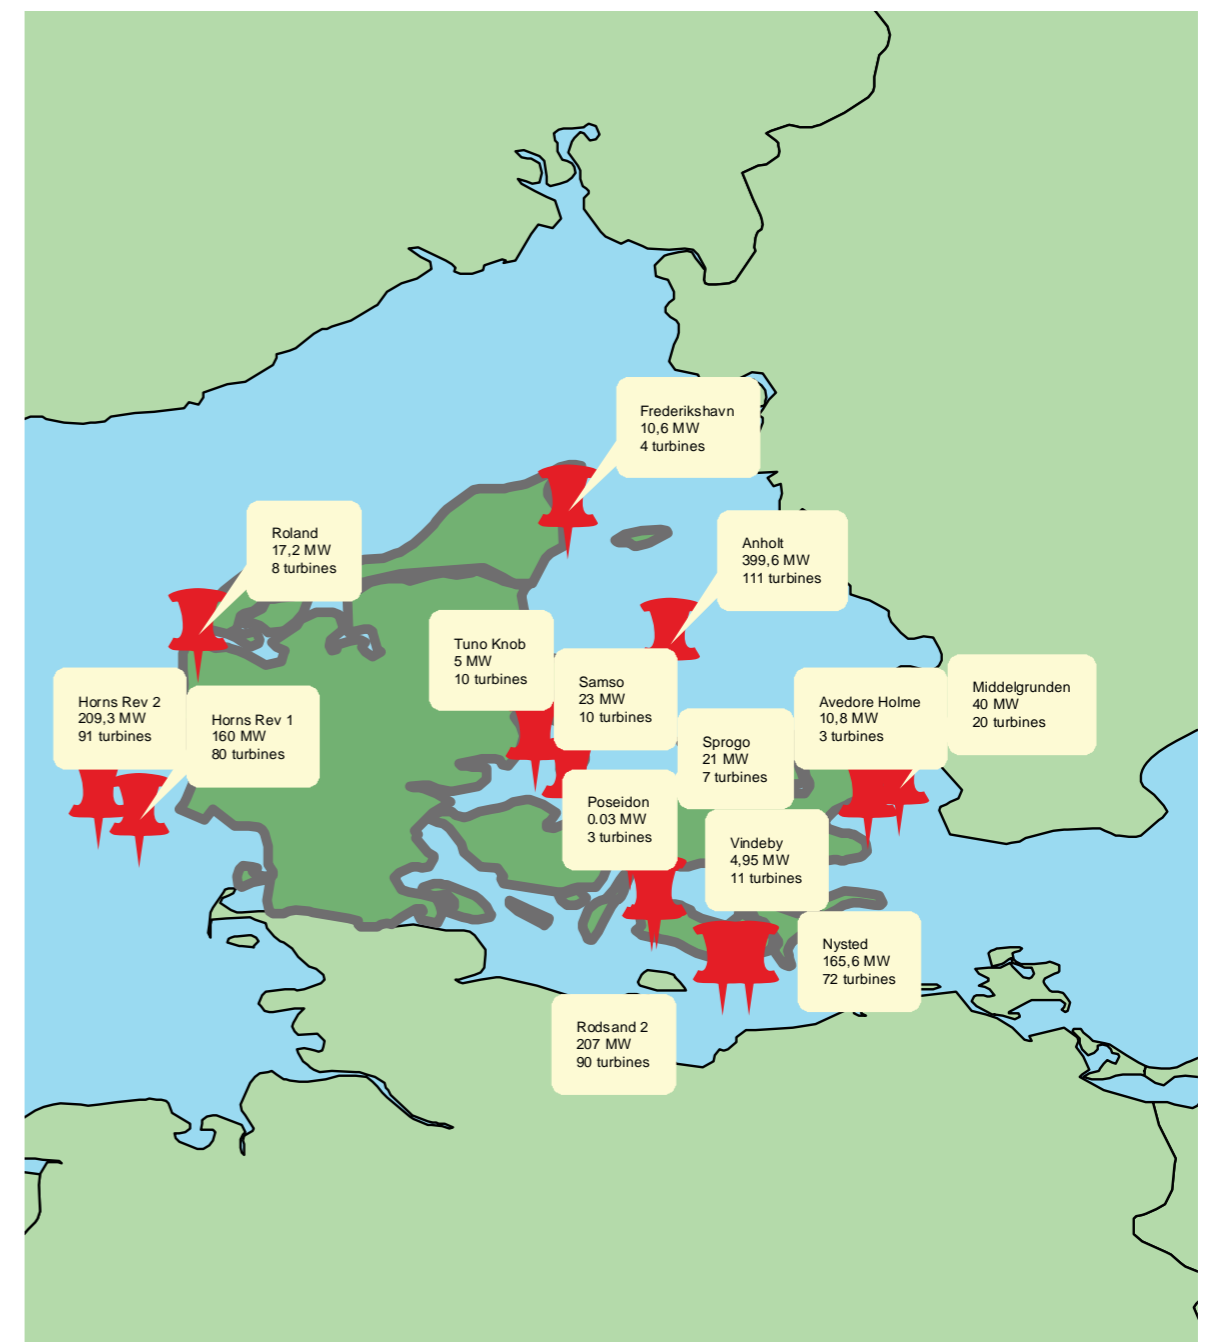 Frederikshavn
10,6 MW
4 turbines
Roland
17,2 MW
8 turbines
Anholt
399,6 MW
111 turbines
Tuno Knob
5 MW
10 turbines
Samso
23 MW
10 turbines
Horns Rev 2
209,3 MW
91 turbines
Horns Rev 1
160 MW
80 turbines
Sprogo
21 MW
7 turbines
Avedore Holme
10,8 MW
3 turbines
Middelgrunden
40 MW
20 turbines
Poseidon
0.03 MW
3 turbines
Vindeby
4,95 MW
11 turbines
Nysted
165,6 MW
72 turbines
Rodsand 2
207 MW
90 turbines